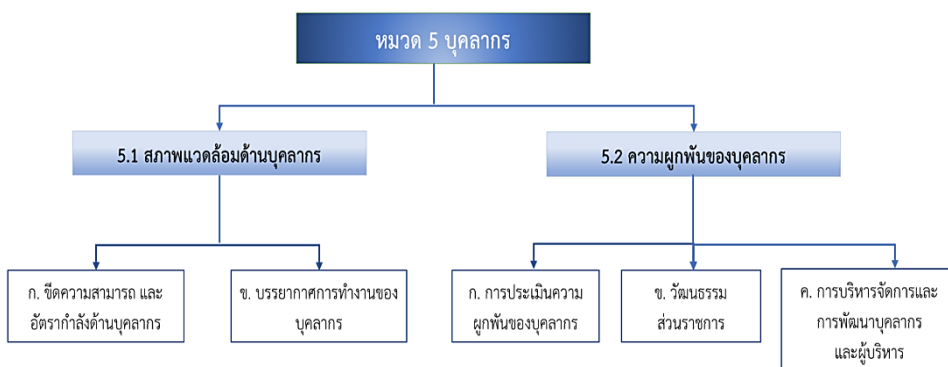 หมวด 5 บุคลากร
5.1 สภาพแวดล้อมด้านบุคลากร
5.2 ความผูกพันของบุคลากร
ก. ขีดความสามารถ และ
อัตรากำลังด้านบุคลากร
ข. บรรยากาศการทำงานของ
บุคลากร
ก. การประเมินความ
ผูกพันของบุคลากร
ข. วัฒนธรรม
ส่วนราชการ
ค. การบริหารจัดการและ
การพัฒนาบุคลากร
และผู้บริหาร